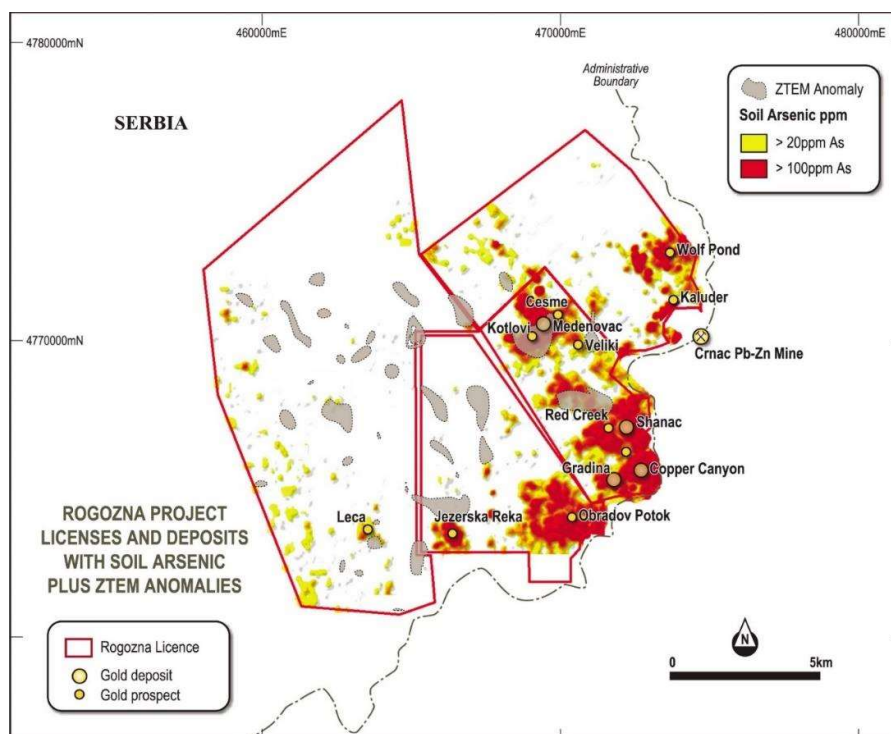 460000mE
470000mE
480000mE
4780000mN
4770000mN
Administrative
Boundary
SERBIA
ZTEM Anomaly
Soil Arsenic ppm
> 20ppm As
> 100ppm As
Wolf Pond
Kaluder
Cesme
Kotlovi
Medenovac
Veliki
Crnac Pb-Zn Mine
Red Creek
Shanac
Gradina
Copper Canyon
Leca
Jezerska Reka
Obradov Potok
ROGOZNA PROJECT
LICENSES AND DEPOSITS
WITH SOIL ARSENIC
PLUS ZTEM ANOMALIES
Rogozna Licence
Gold deposit
Gold prospect
N
0
5km